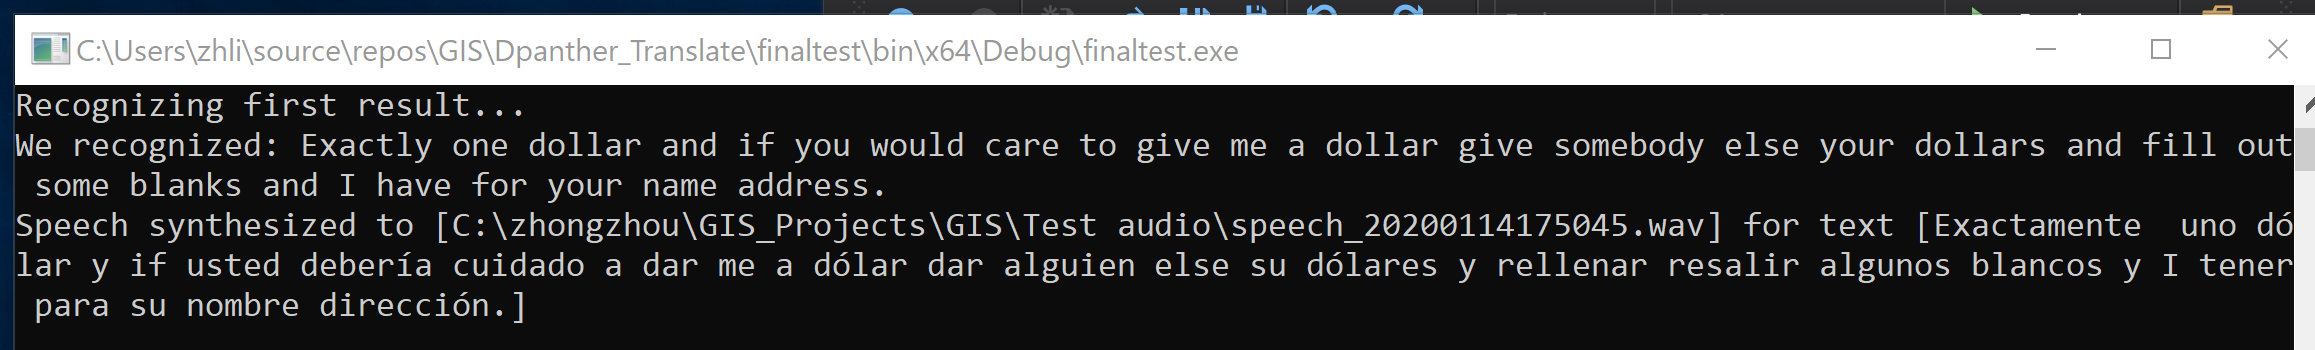 C:\Users\zhli\source\repos\GIS\Dpanther_Translate\finaltest\bin\x64\Debug\finaltest.exe
Recognizing first result...
We recognized: Exactly one dollar and if you would care to give me a dollar give somebody else your dollars and fill out
some blanks and I have for your name address.
Speech synthesized to [C:\zhongzhou\GIS_Projects\GIS\Test audio\speech_20200114175045.wav] for text [Exactamente  uno dó
lar y if usted debería cuidado a dar me a dólar dar alguien else su dólares y rellenar resalir algunos blancos y I tener
para su nombre dirección.]